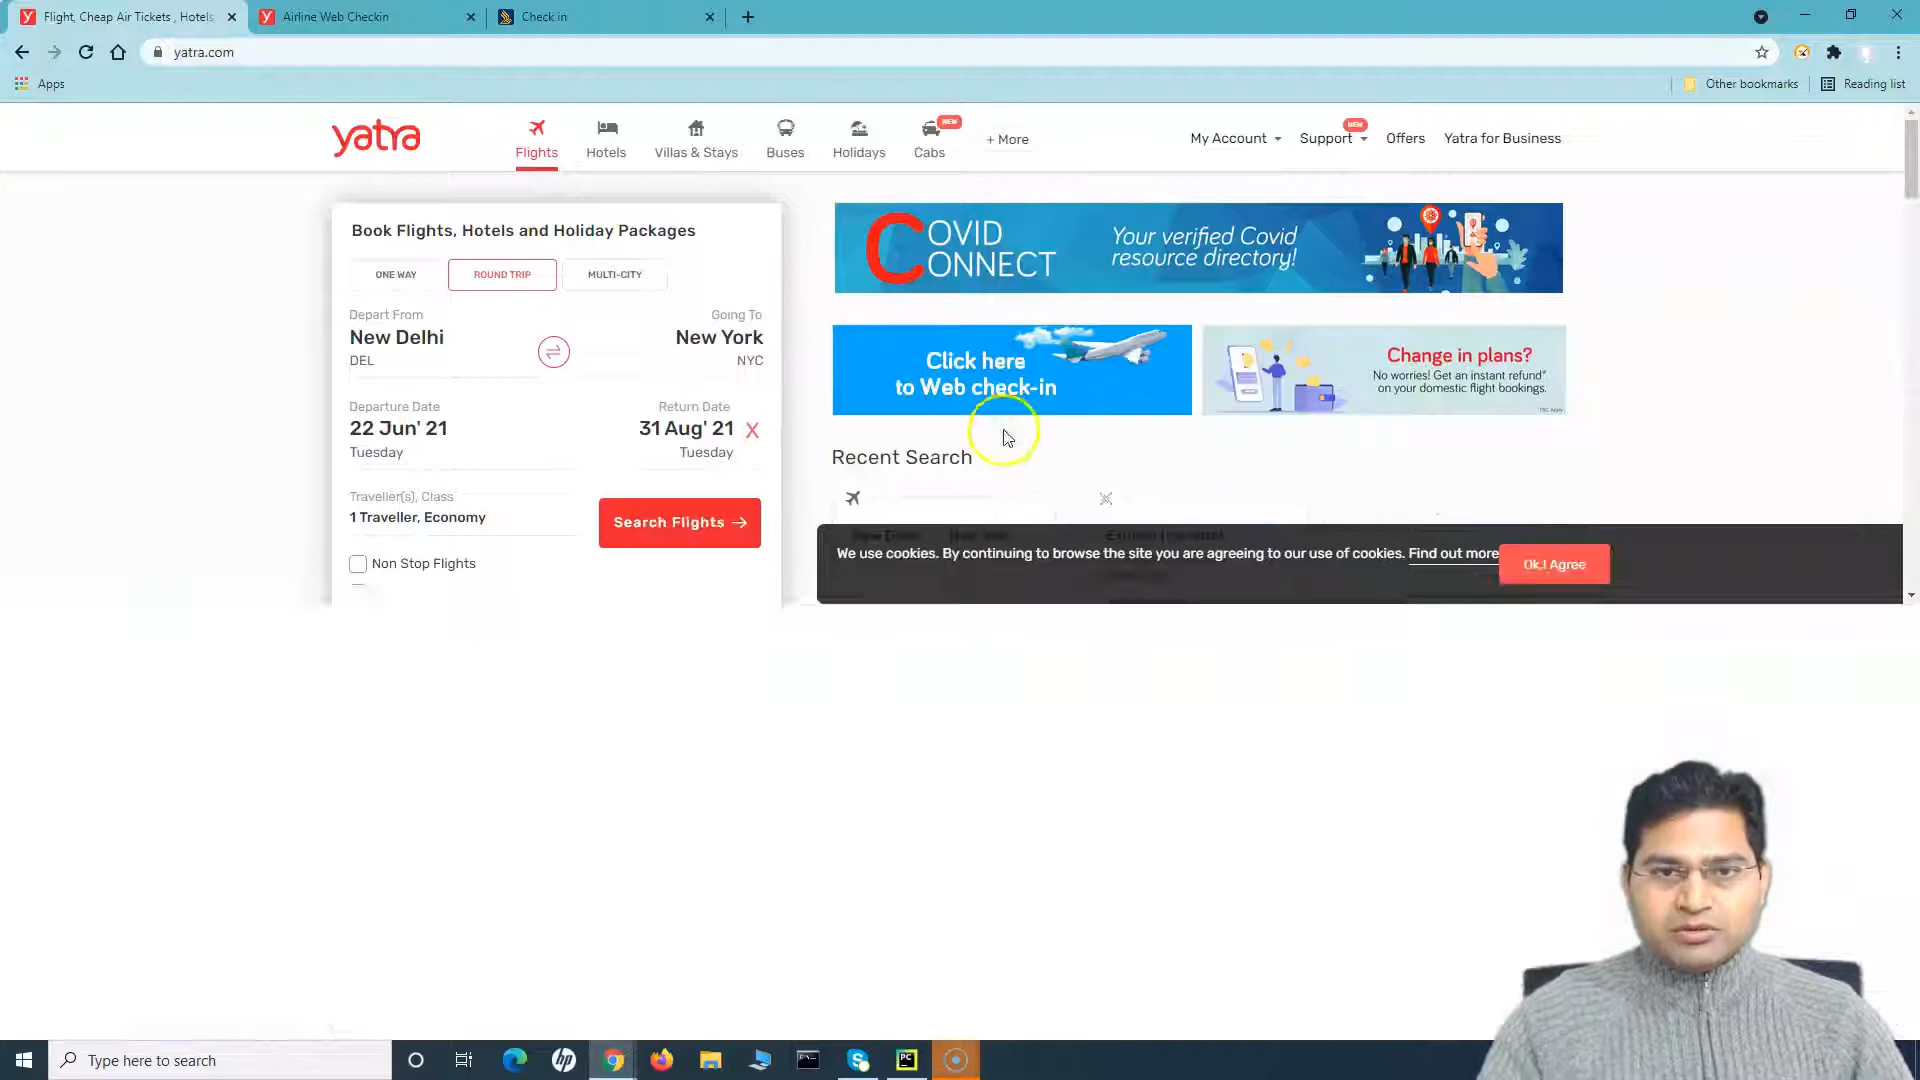 Flight, Cheap Air Tickets , Hotels
Airline Web Checkin
Check in
yatra.com
Apps
Other bookmarks
Reading list
yatra
Flights
Hotels
Villas & Stays
Buses
Holidays
Cabs
NEW
+ More
My Account
Support
NEW
Offers
Yatra for Business
Book Flights, Hotels and Holiday Packages
ONE WAY
ROUND TRIP
MULTI-CITY
Depart From
Going To
New Delhi
New York
DEL
NYC
Departure Date
Return Date
22 Jun' 21
31 Aug' 21 X
Tuesday
Tuesday
Traveller(s), Class
1 Traveller, Economy
Search Flights
Non Stop Flights
COVID
CONNECT
Your verified Covid
resource directory!
Click here
to Web check-in
Change in plans?
No worries! Get an instant refund*
on your domestic flight bookings.
Recent Search
We use cookies. By continuing to browse the site you are agreeing to our use of cookies. Find out more
Ok,I Agree
Type here to search
hp
PC